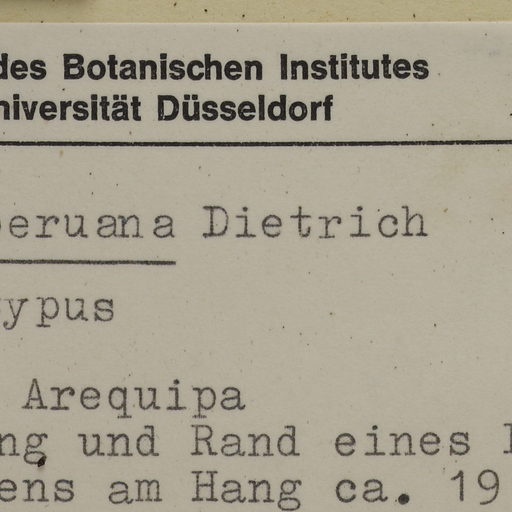 des Botanischen Institutes
niversität Düsseldorf
peruana Dietrich
ypus
Arequipa
ng und Rand eines
ens am Hang ca. 19